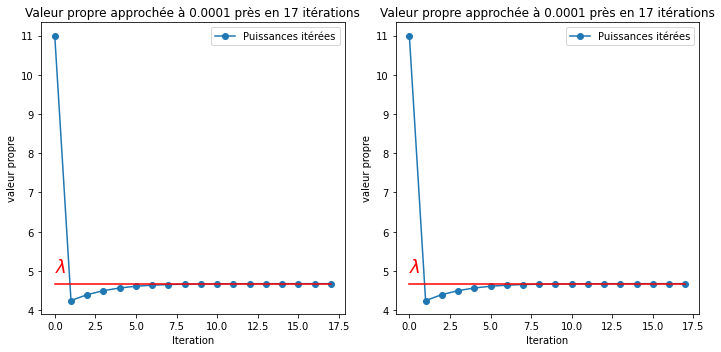 Valeur propre approchée à 0.0001 près en 17 itérations
Puissances itérées
11
10
9
8
7
6
5
4
valeur propre
λ
0.0 2.5 5.0 7.5 10.0 12.5 15.0 17.5
Iteration
Valeur propre approchée à 0.0001 près en 17 itérations
Puissances itérées
11
10
9
8
7
6
5
4
valeur propre
λ
0.0 2.5 5.0 7.5 10.0 12.5 15.0 17.5
Iteration